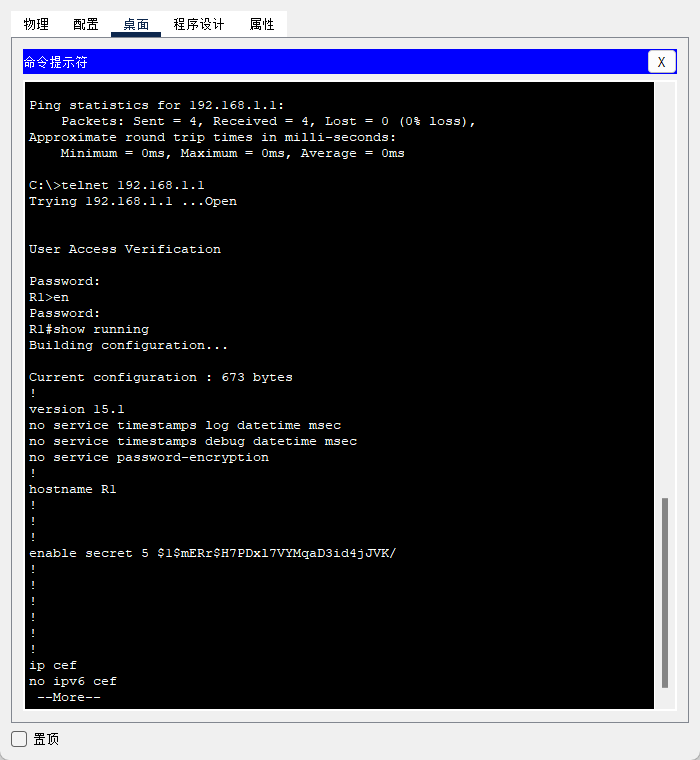 物理 配置 桌面 程序设计 属性
命令提示符 X
Ping statistics for 192.168.1.1:
    Packets: Sent = 4, Received = 4, Lost = 0 (0% loss),
Approximate round trip times in milli-seconds:
    Minimum = 0ms, Maximum = 0ms, Average = 0ms
C:\>telnet 192.168.1.1
Trying 192.168.1.1 ...Open
User Access Verification
Password:
R1>en
Password:
R1#show running
Building configuration...
Current configuration : 673 bytes
!
version 15.1
no service timestamps log datetime msec
no service timestamps debug datetime msec
no service password-encryption
!
hostname R1
!
!
!
enable secret 5 $1$mERr$H7PDxl7VYMqaD3id4jJVK/
!
!
!
!
!
!
ip cef
no ipv6 cef
 --More--
置顶